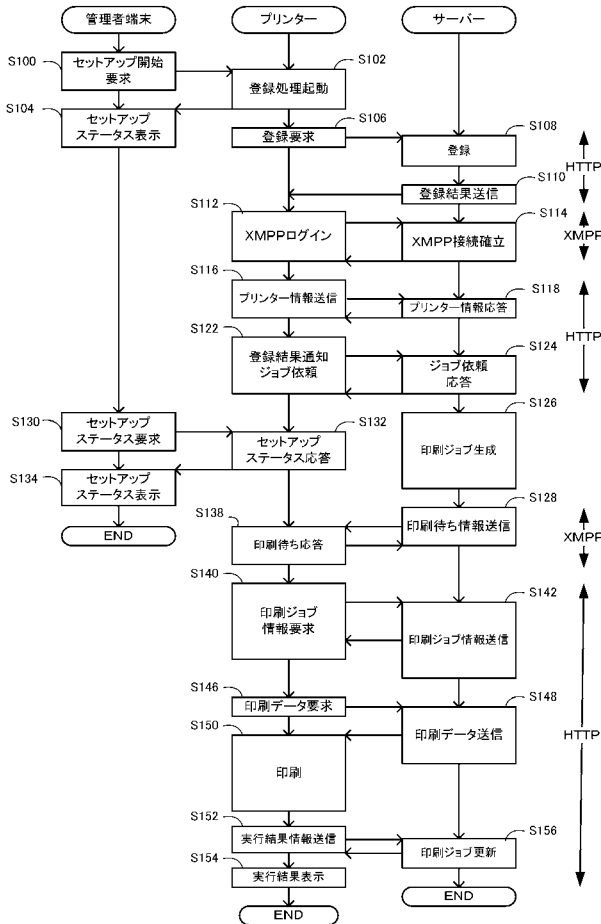 管理者端末
プリンター
サーバー
S100
セットアップ開始
要求
S102
登録処理起動
S104
セットアップ
ステータス表示
S106
登録要求
S108
登録
HTTP
S110
登録結果送信
S112
XMPPログイン
S114
XMPP接続確立
XMPP
S116
プリンター情報送信
S118
プリンター情報応答
HTTP
S122
登録結果通知
ジョブ依頼
S124
ジョブ依頼
応答
S126
印刷ジョブ生成
S130
セットアップ
ステータス要求
S132
セットアップ
ステータス応答
S134
セットアップ
ステータス表示
END
S128
印刷待ち情報送信
XMPP
S138
印刷待ち応答
S140
印刷ジョブ
情報要求
S142
印刷ジョブ情報送信
S146
印刷データ要求
S148
印刷データ送信
HTTP
S150
印刷
S152
実行結果情報送信
S156
印刷ジョブ更新
S154
実行結果表示
END
END